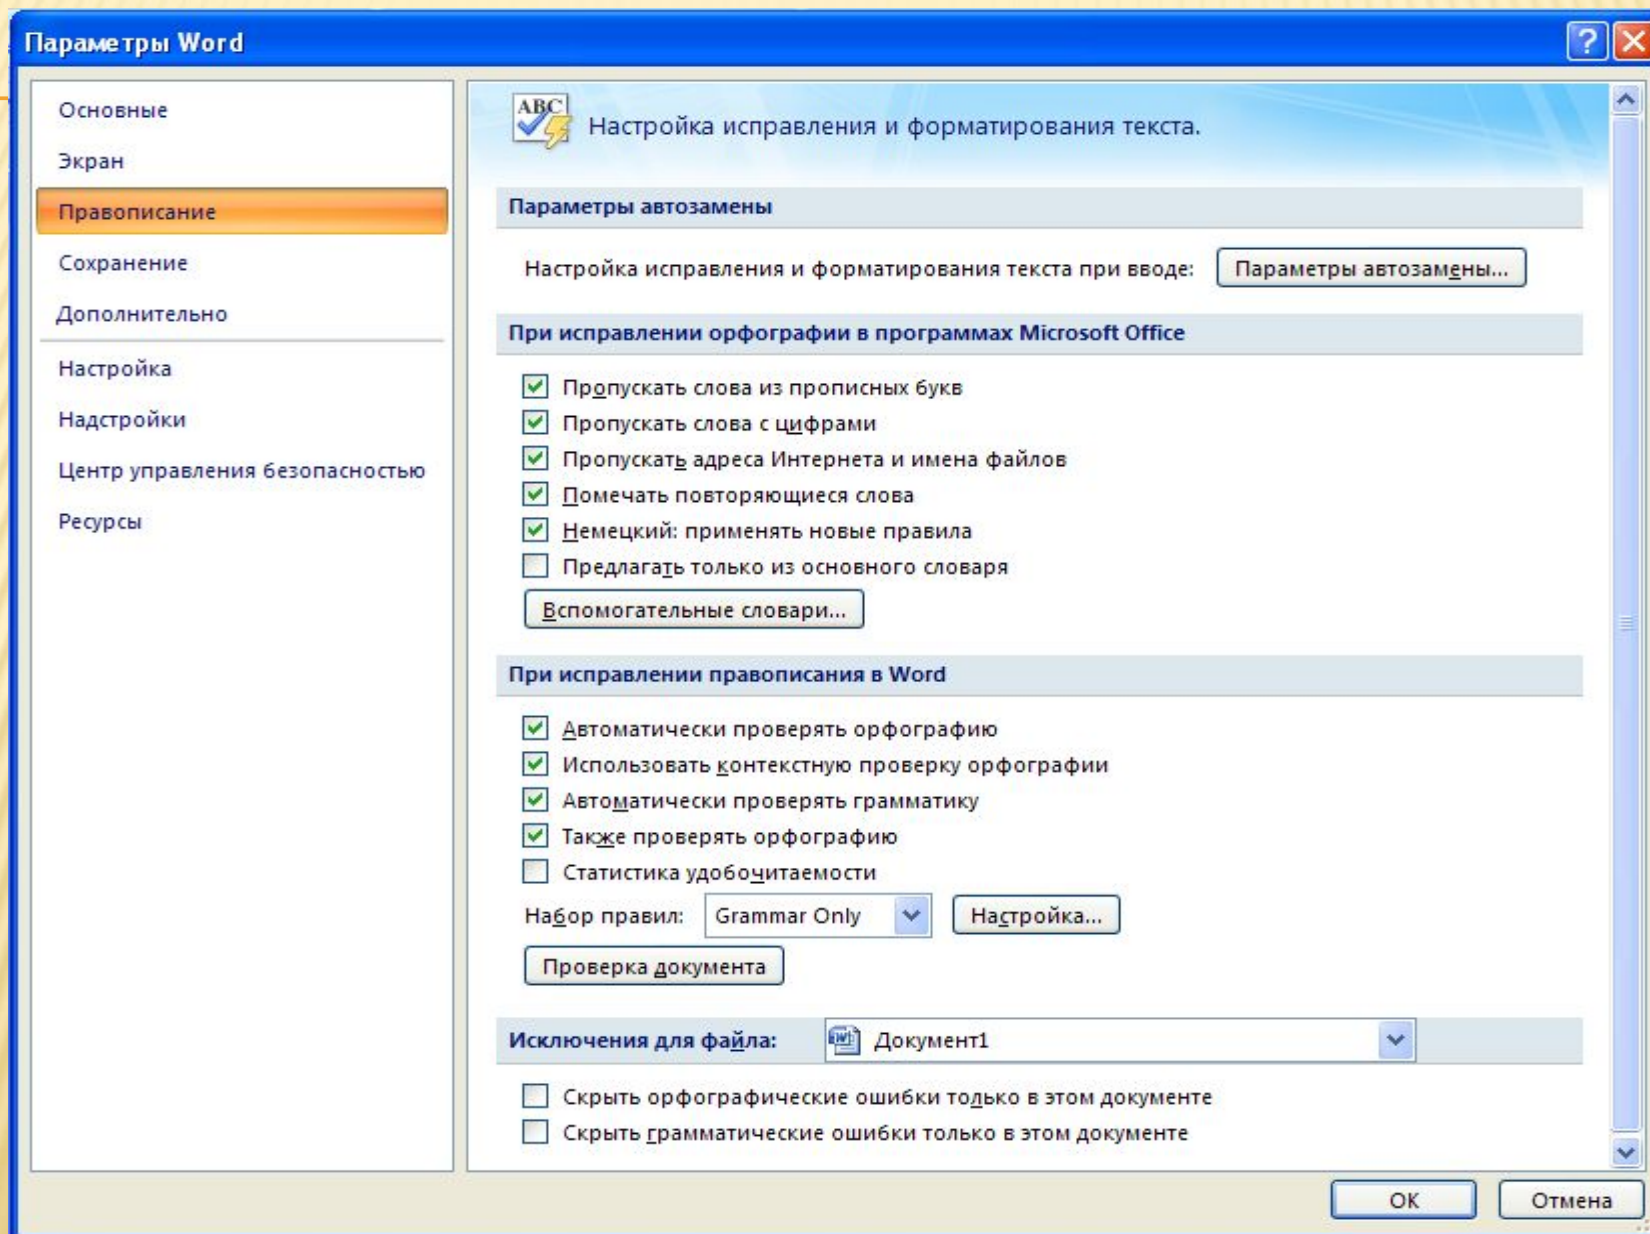 Параметры Word
Основные
Экран
Правописание
Сохранение
Дополнительно
Настройка
Надстройки
Центр управления безопасностью
Ресурсы
ABC
Настройка исправления и форматирования текста.
Параметры автозамены
Настройка исправления и форматирования текста при вводе: Параметры автозамены...
При исправлении орфографии в программах Microsoft Office
Пропускать слова из прописных букв
Пропускать слова с цифрами
Пропускать адреса Интернета и имена файлов
Помечать повторяющиеся слова
Немецкий: применять новые правила
Предлагать только из основного словаря
Вспомогательные словари...
При исправлении правописания в Word
Автоматически проверять орфографию
Использовать контекстную проверку орфографии
Автоматически проверять грамматику
Также проверять орфографию
Статистика удобочитаемости
Набор правил: Grammar Only Настройка...
Проверка документа
Исключения для файла: Документ1
Скрыть орфографические ошибки только в этом документе
Скрыть грамматические ошибки только в этом документе
ОК Отмена